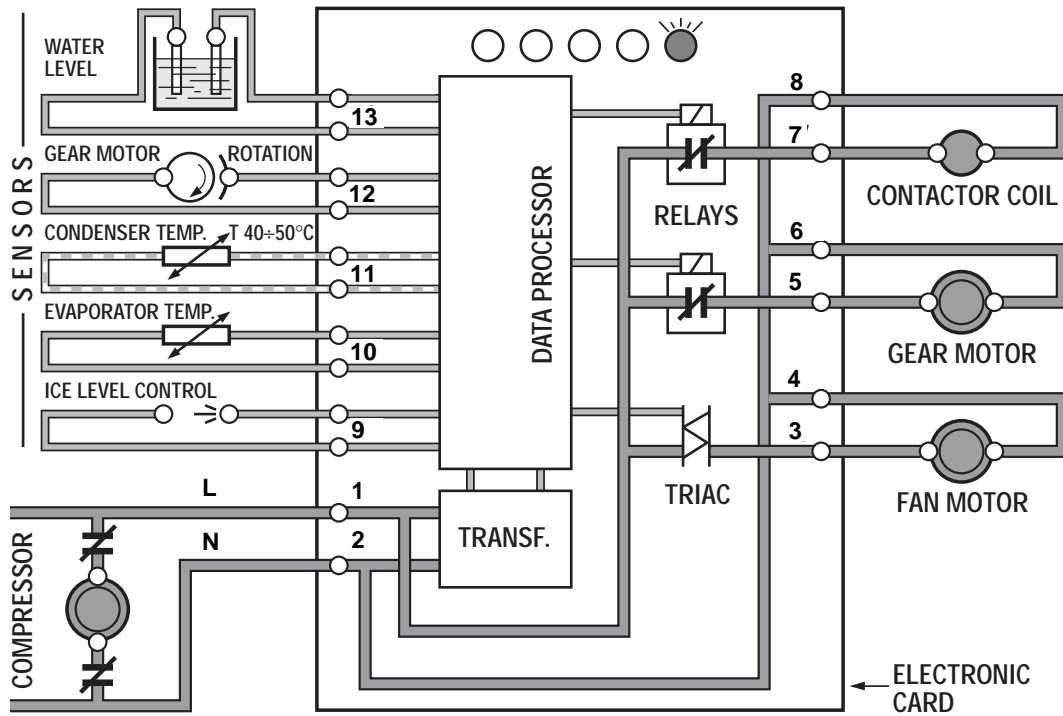 SENSORS
WATER
LEVEL
13
GEAR MOTOR ROTATION
12
CONDENSER TEMP. T 40÷50°C
11
EVAPORATOR TEMP.
10
ICE LEVEL CONTROL
9
L
1
N
2
COMPRESSOR
DATA PROCESSOR
TRANSF.
RELAYS
TRIAC
8
7
CONTACTOR COIL
6
5
GEAR MOTOR
4
3
FAN MOTOR
ELECTRONIC
CARD